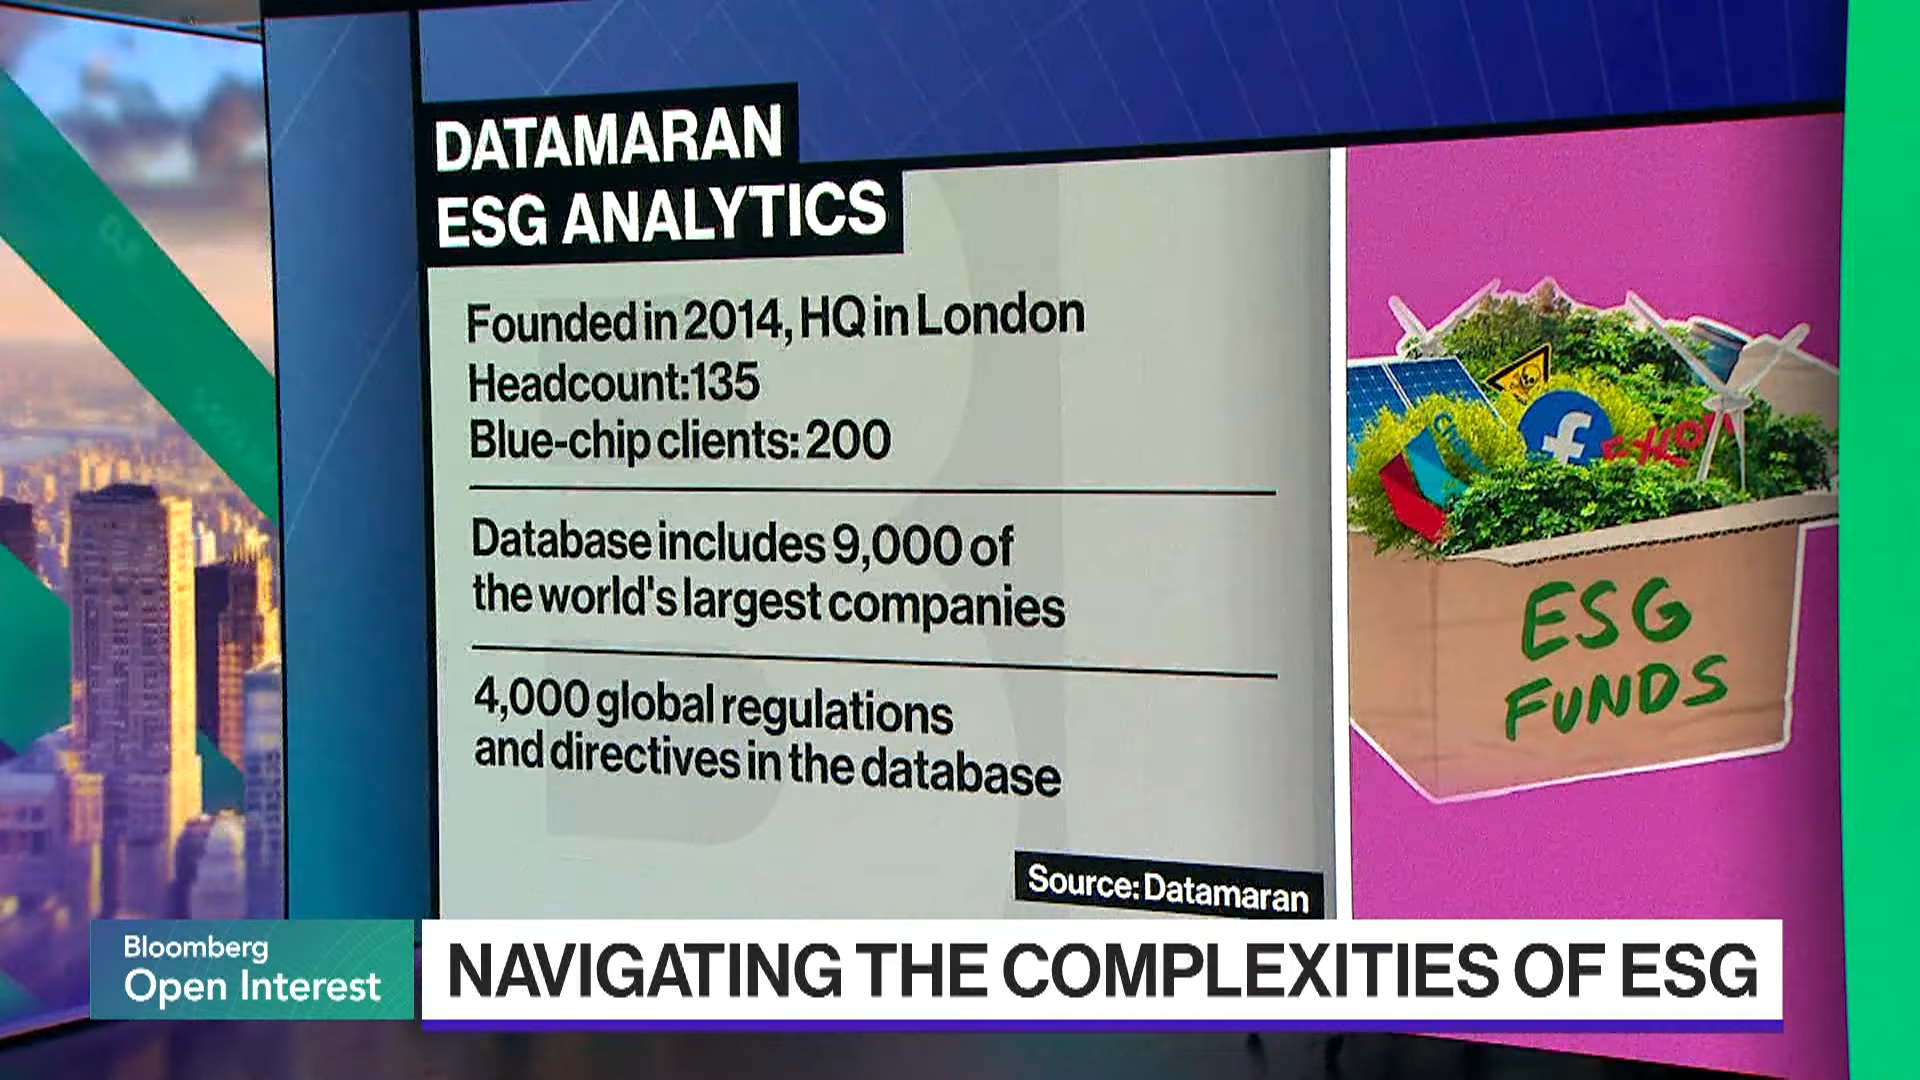 DATAMARAN
ESG ANALYTICS
Founded in 2014, HQ in London
Headcount:135
Blue-chip clients: 200
Database includes 9,000 of
the world's largest companies
4,000 global regulations
and directives in the database
Source: Datamaran
f
ESG
FUNDS
Bloomberg
Open Interest
NAVIGATING THE COMPLEXITIES OF ESG